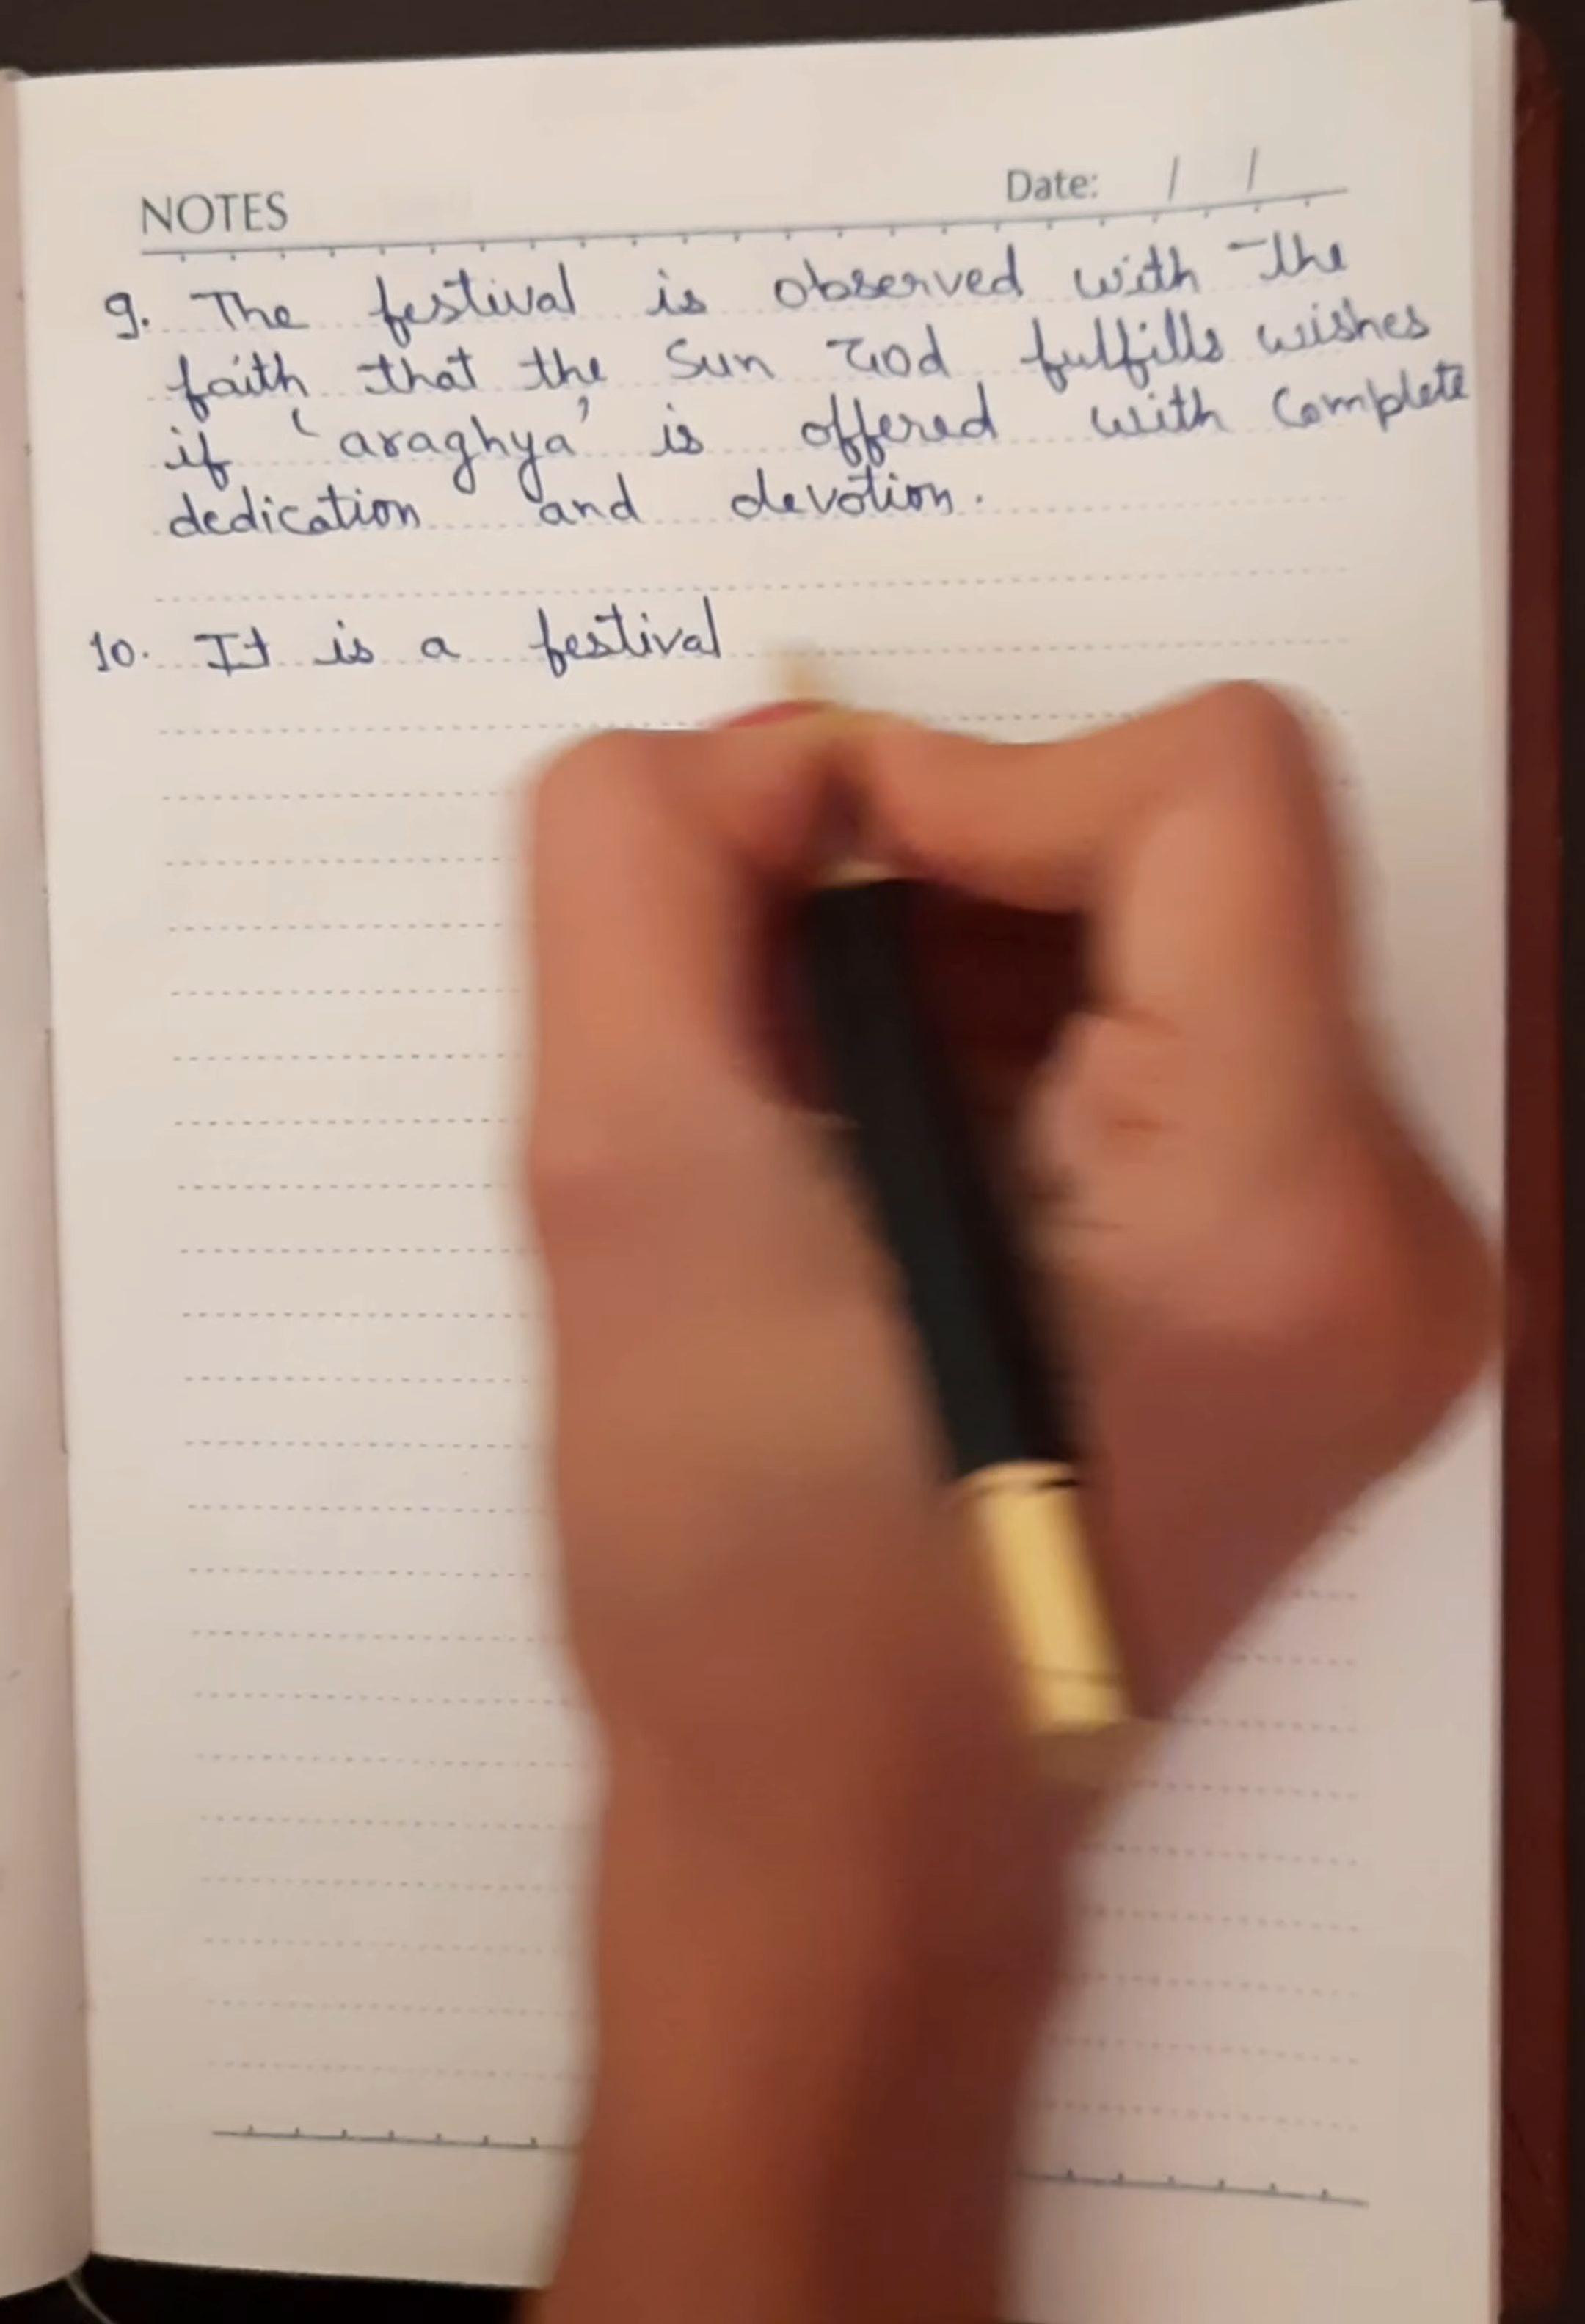 NOTES Date: / /
9. The festival is observed with the
faith that the Sun God fulfills wishes
if 'araghya' is offered with complete
dedication and devotion.
10. It is a festival